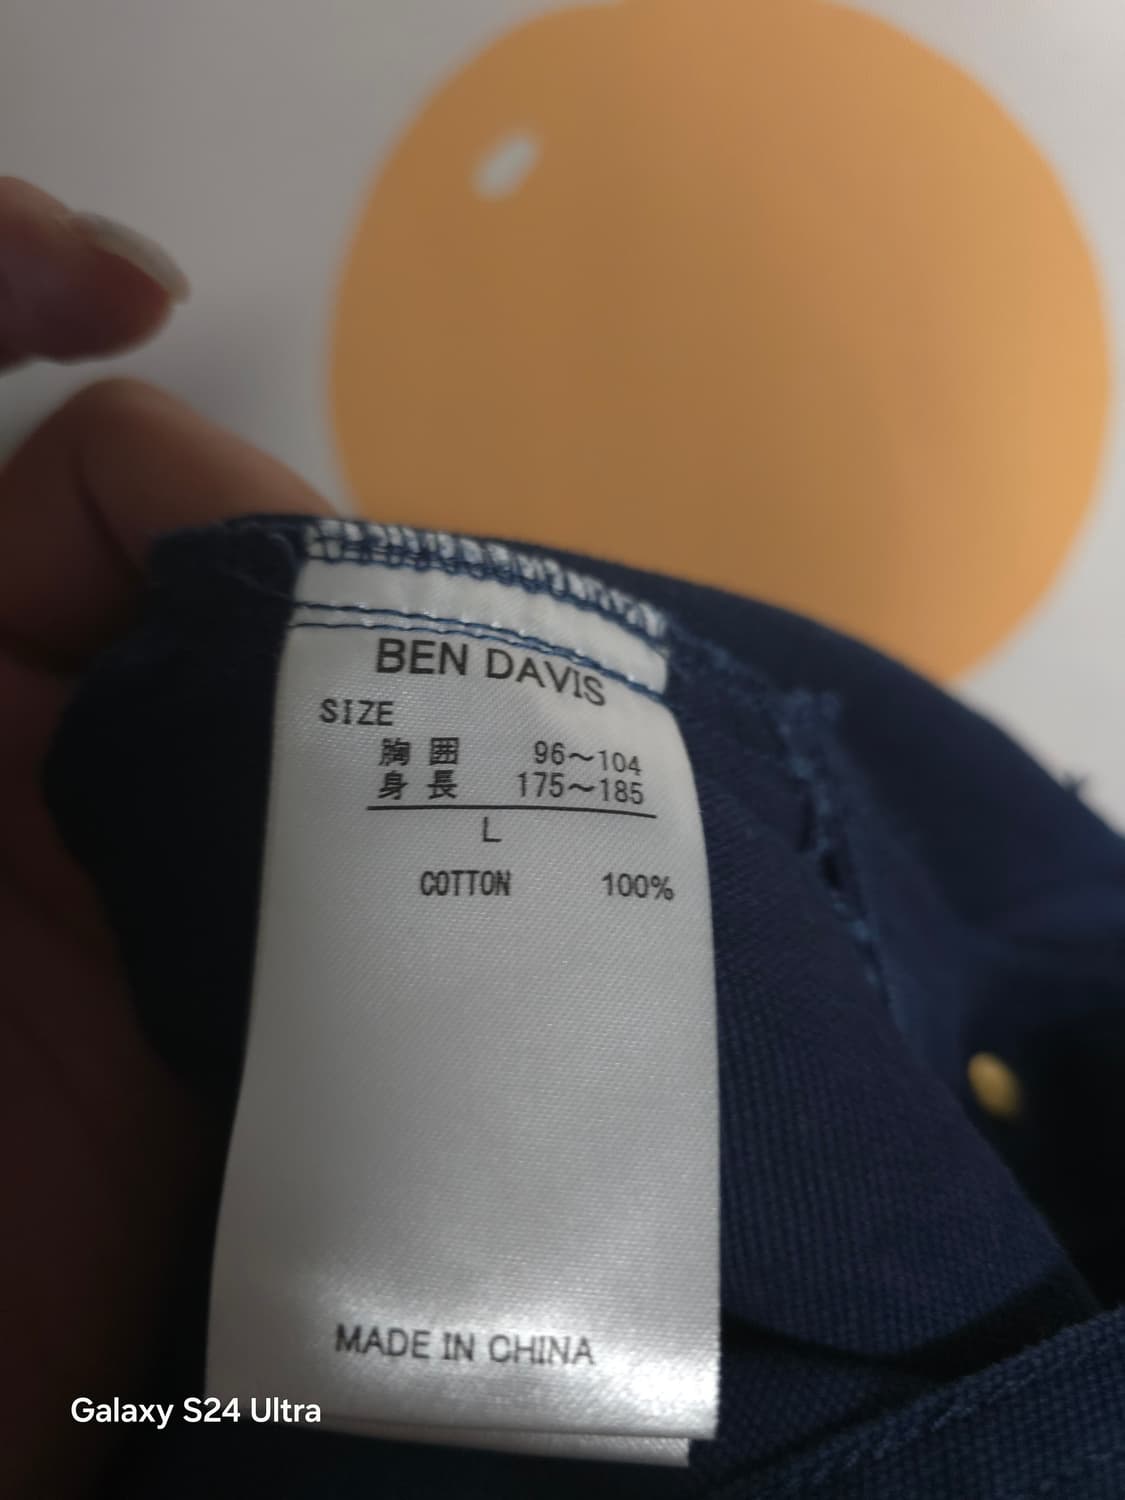 BEN DAVIS
SIZE
胸 囲 96～104
身 長 175～185
L
COTTON 100%
MADE IN CHINA
Galaxy S24 Ultra